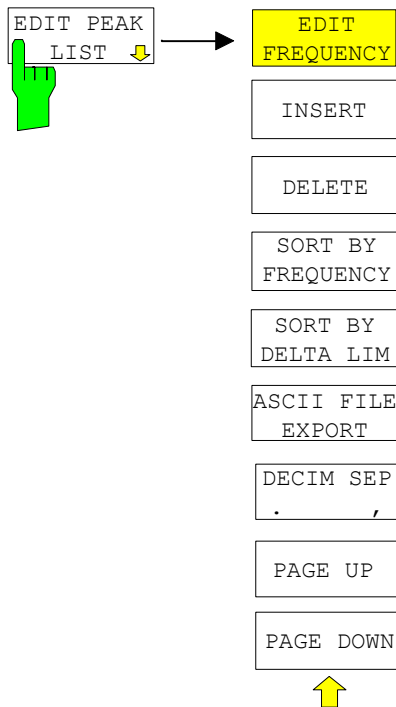 EDIT PEAK
LIST
EDIT
FREQUENCY
INSERT
DELETE
SORT BY
FREQUENCY
SORT BY
DELTA LIM
ASCII FILE
EXPORT
DECIM SEP
. ,
PAGE UP
PAGE DOWN